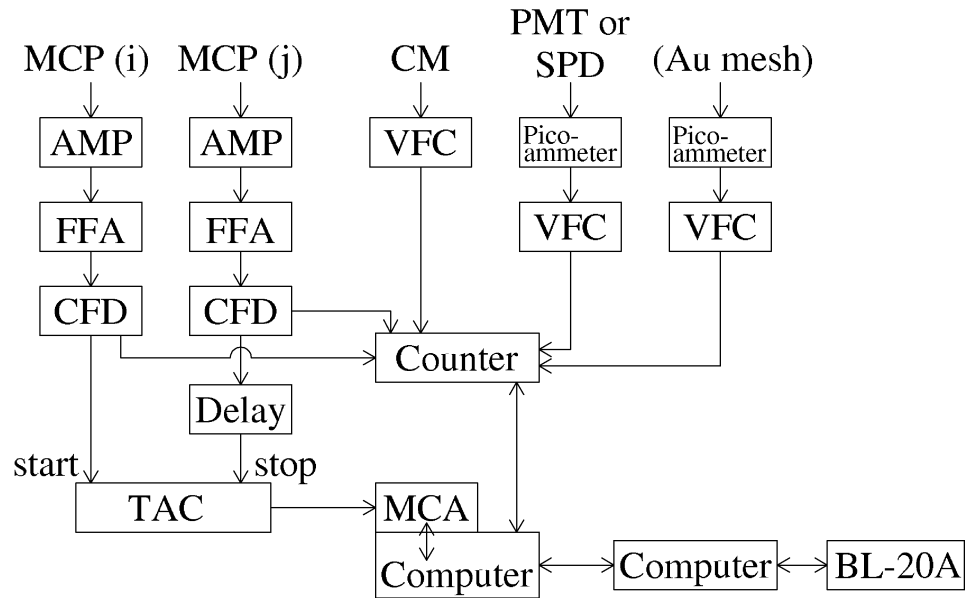 MCP (i)
MCP (j)
CM
PMT or
SPD
(Au mesh)
AMP
AMP
VFC
Pico-
ammeter
Pico-
ammeter
FFA
FFA
VFC
VFC
CFD
CFD
Counter
Delay
start
stop
TAC
MCA
Computer
Computer
BL-20A